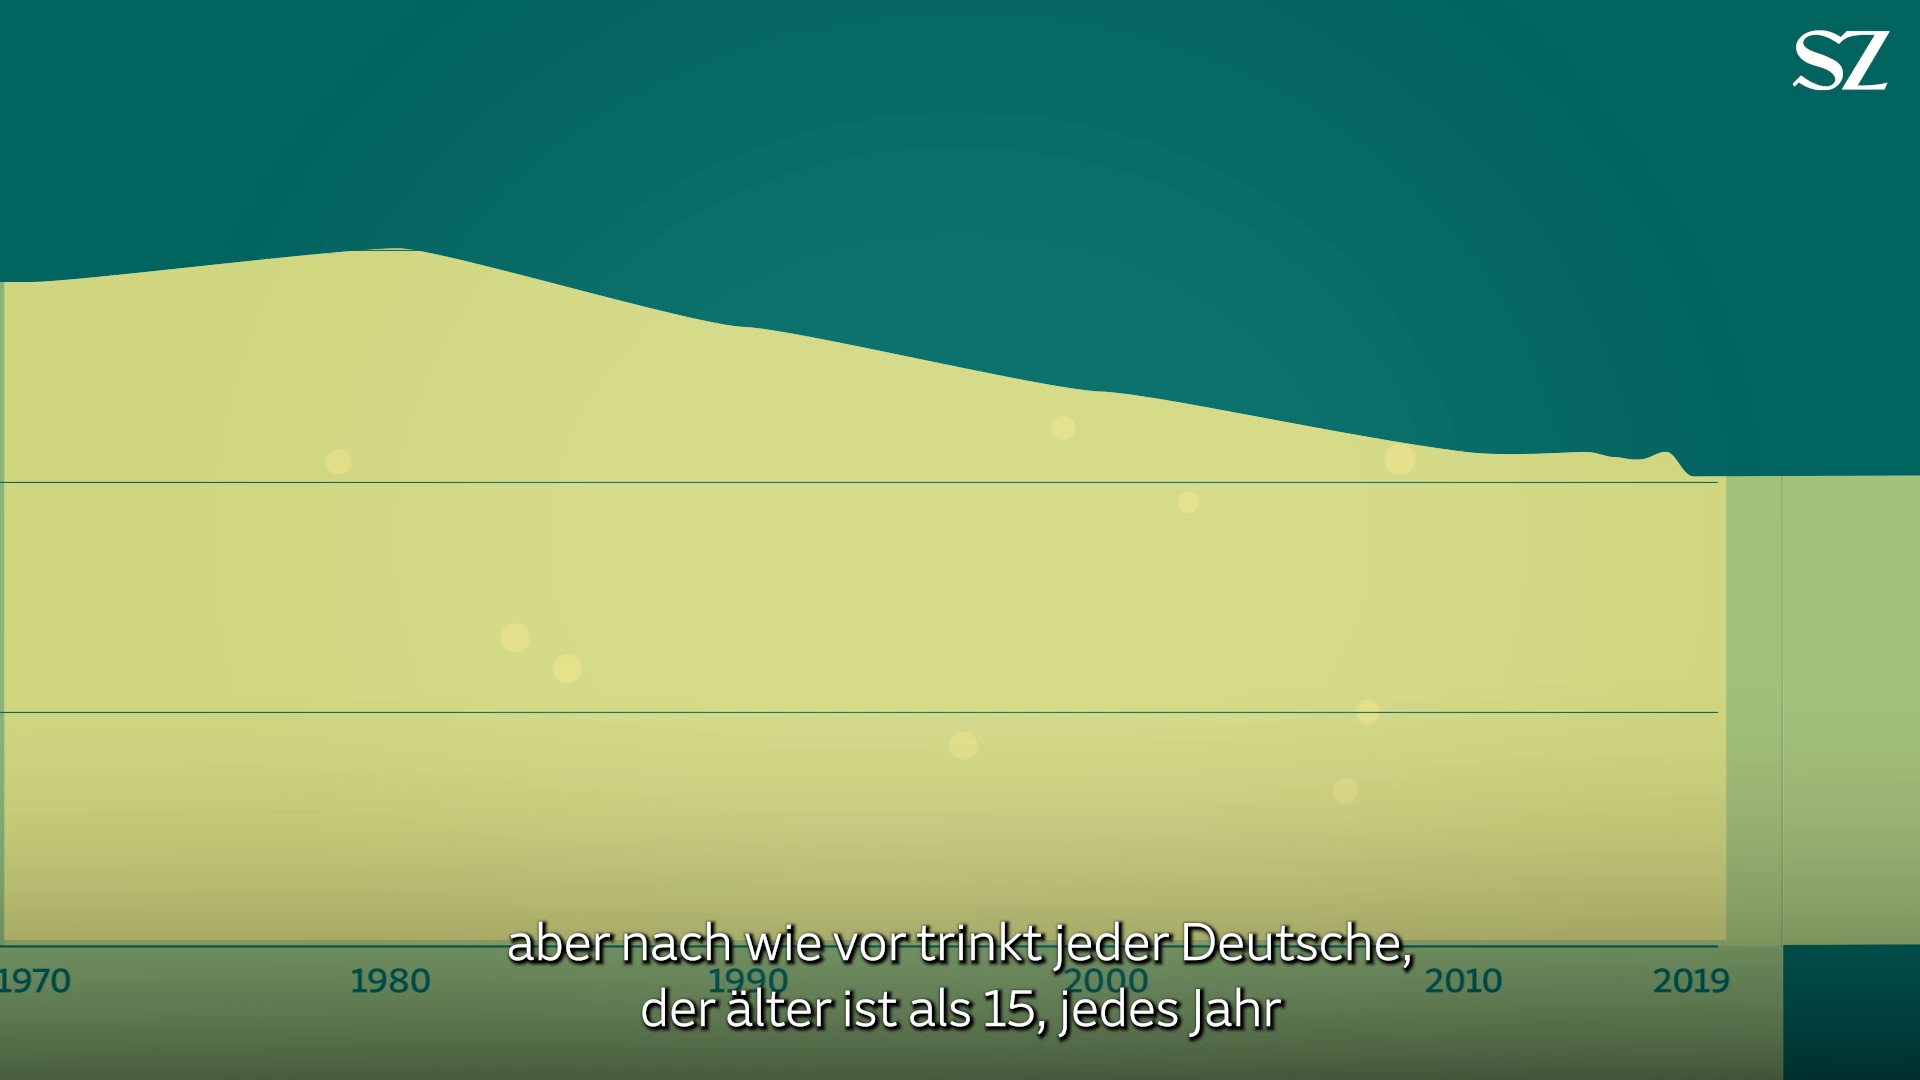 SZ
1970 1980 1990 2000 2010 2019
aber nach wie vor trinkt jeder Deutsche,
der älter ist als 15, jedes Jahr